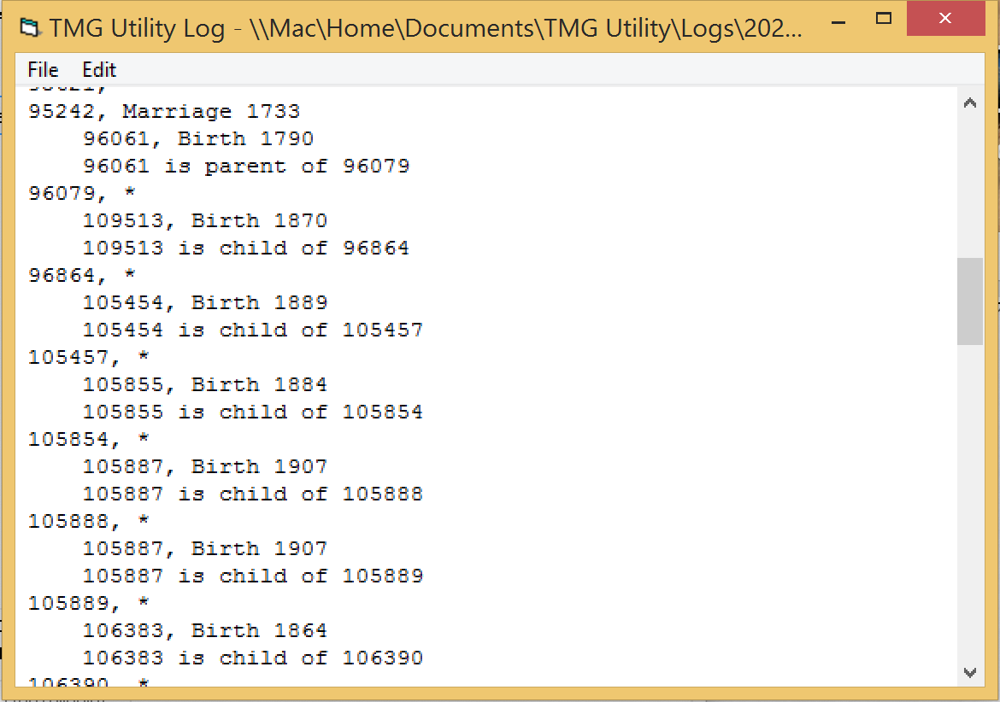 TMG Utility Log - \\Mac\Home\Documents\TMG Utility\Logs\202...
File Edit
95242, Marriage 1733
96061, Birth 1790
96061 is parent of 96079
96079, *
109513, Birth 1870
109513 is child of 96864
96864, *
105454, Birth 1889
105454 is child of 105457
105457, *
105855, Birth 1884
105855 is child of 105854
105854, *
105887, Birth 1907
105887 is child of 105888
105888, *
105887, Birth 1907
105887 is child of 105889
105889, *
106383, Birth 1864
106383 is child of 106390
106390, *